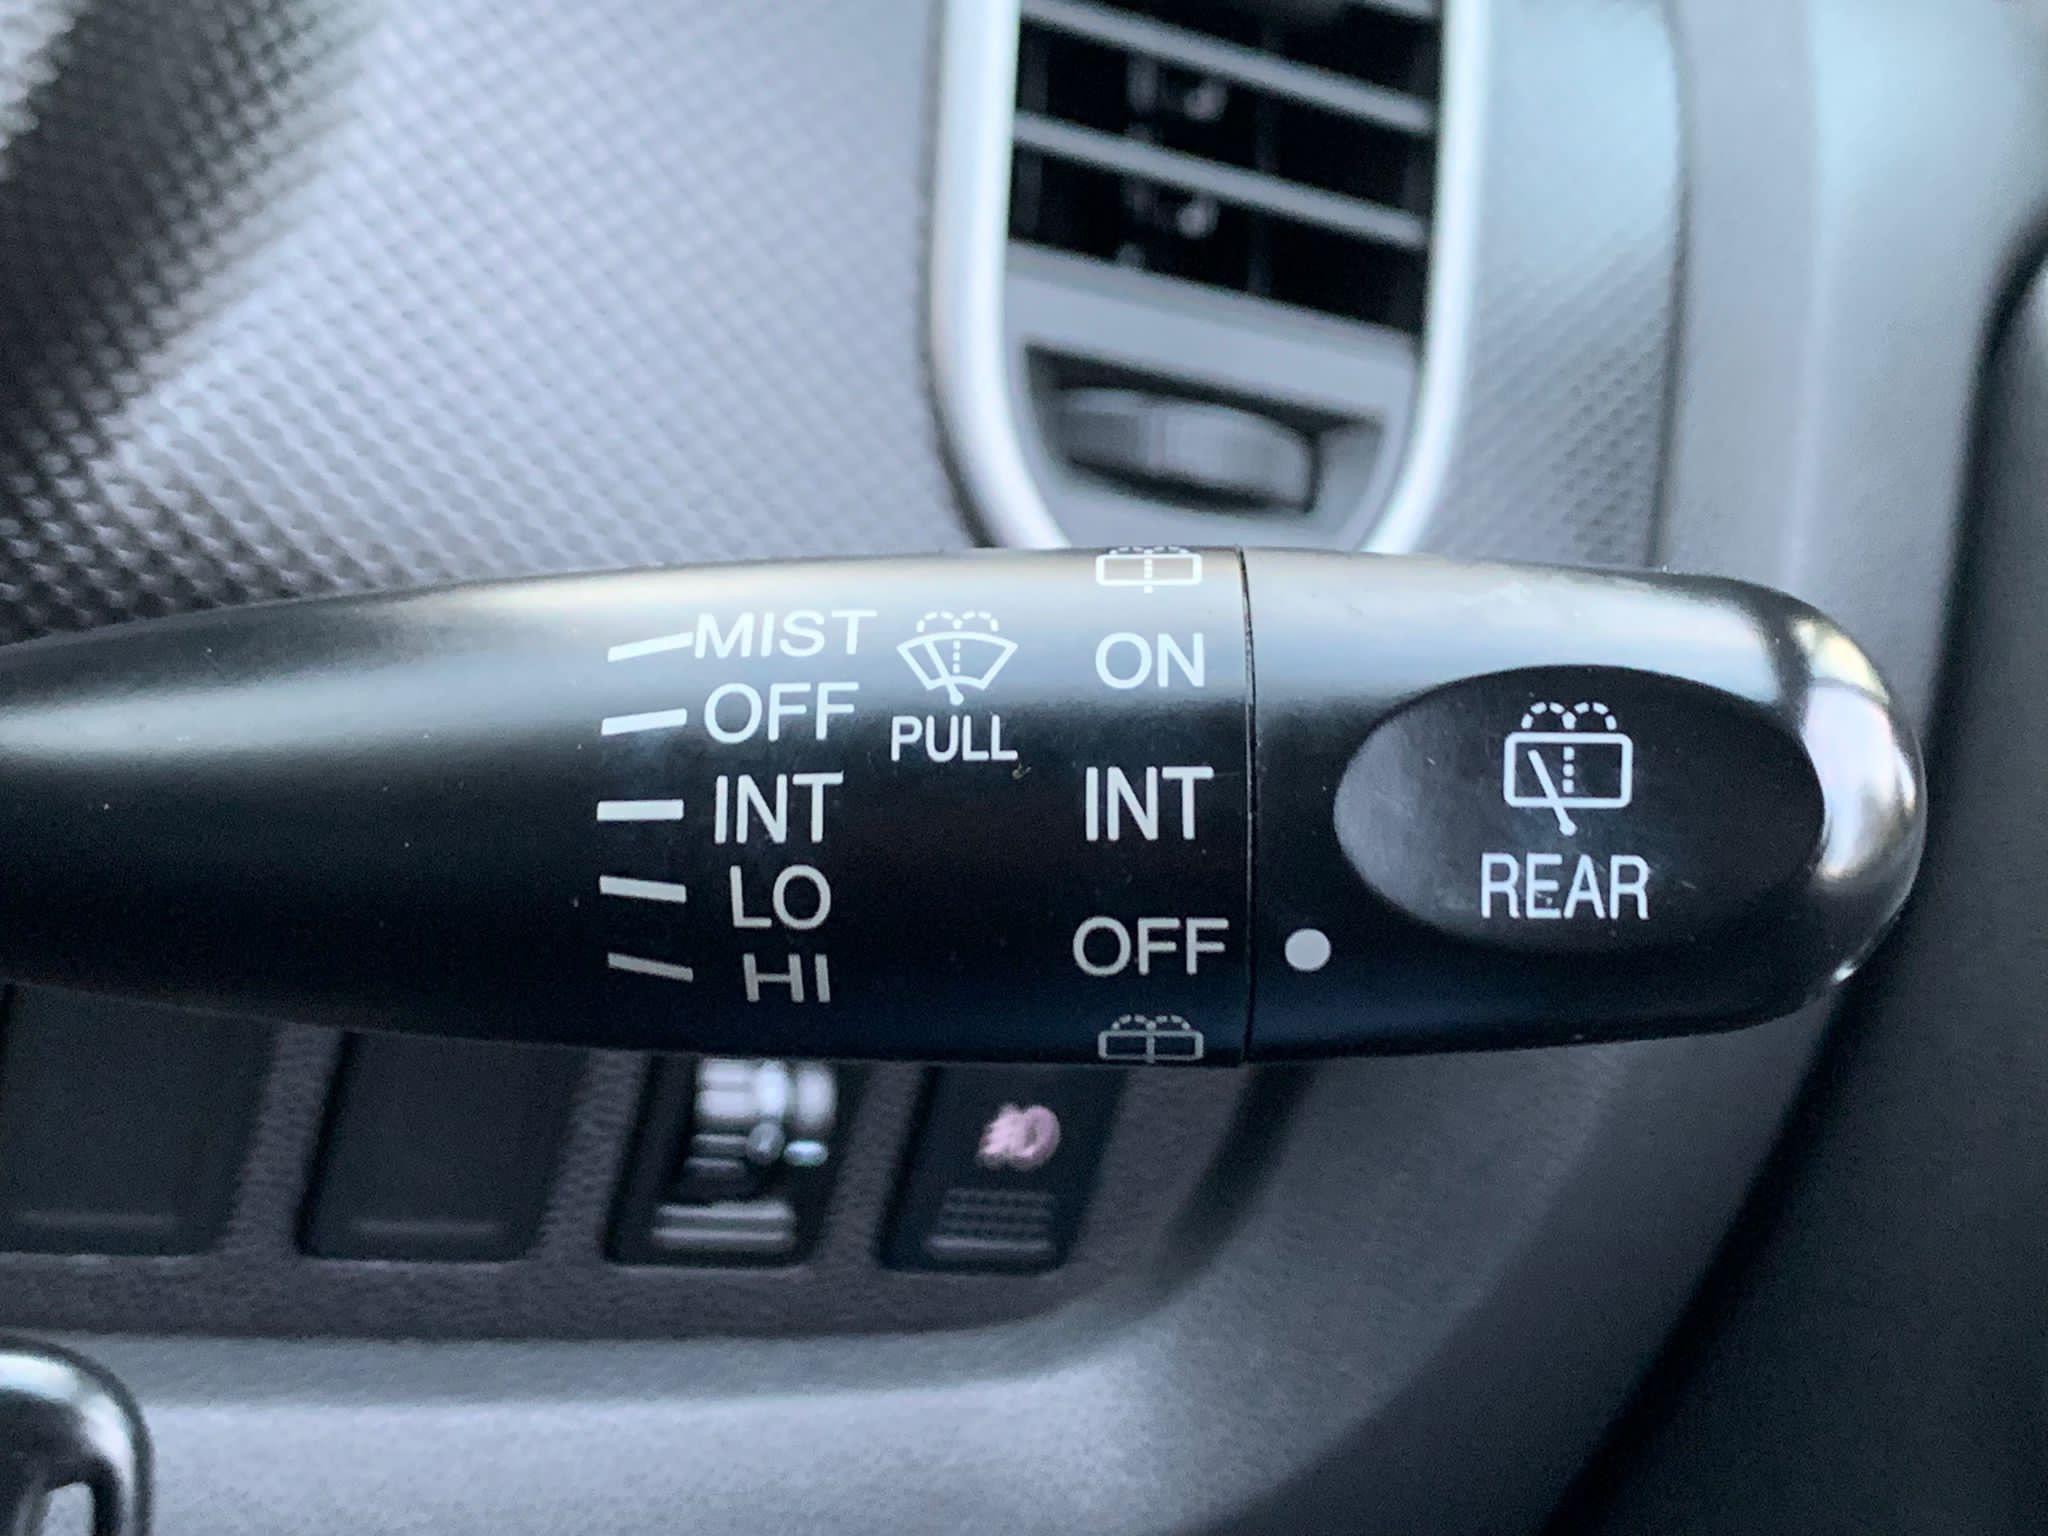 MIST
OFF
INT
LO
HI
PULL
ON
INT
OFF
REAR